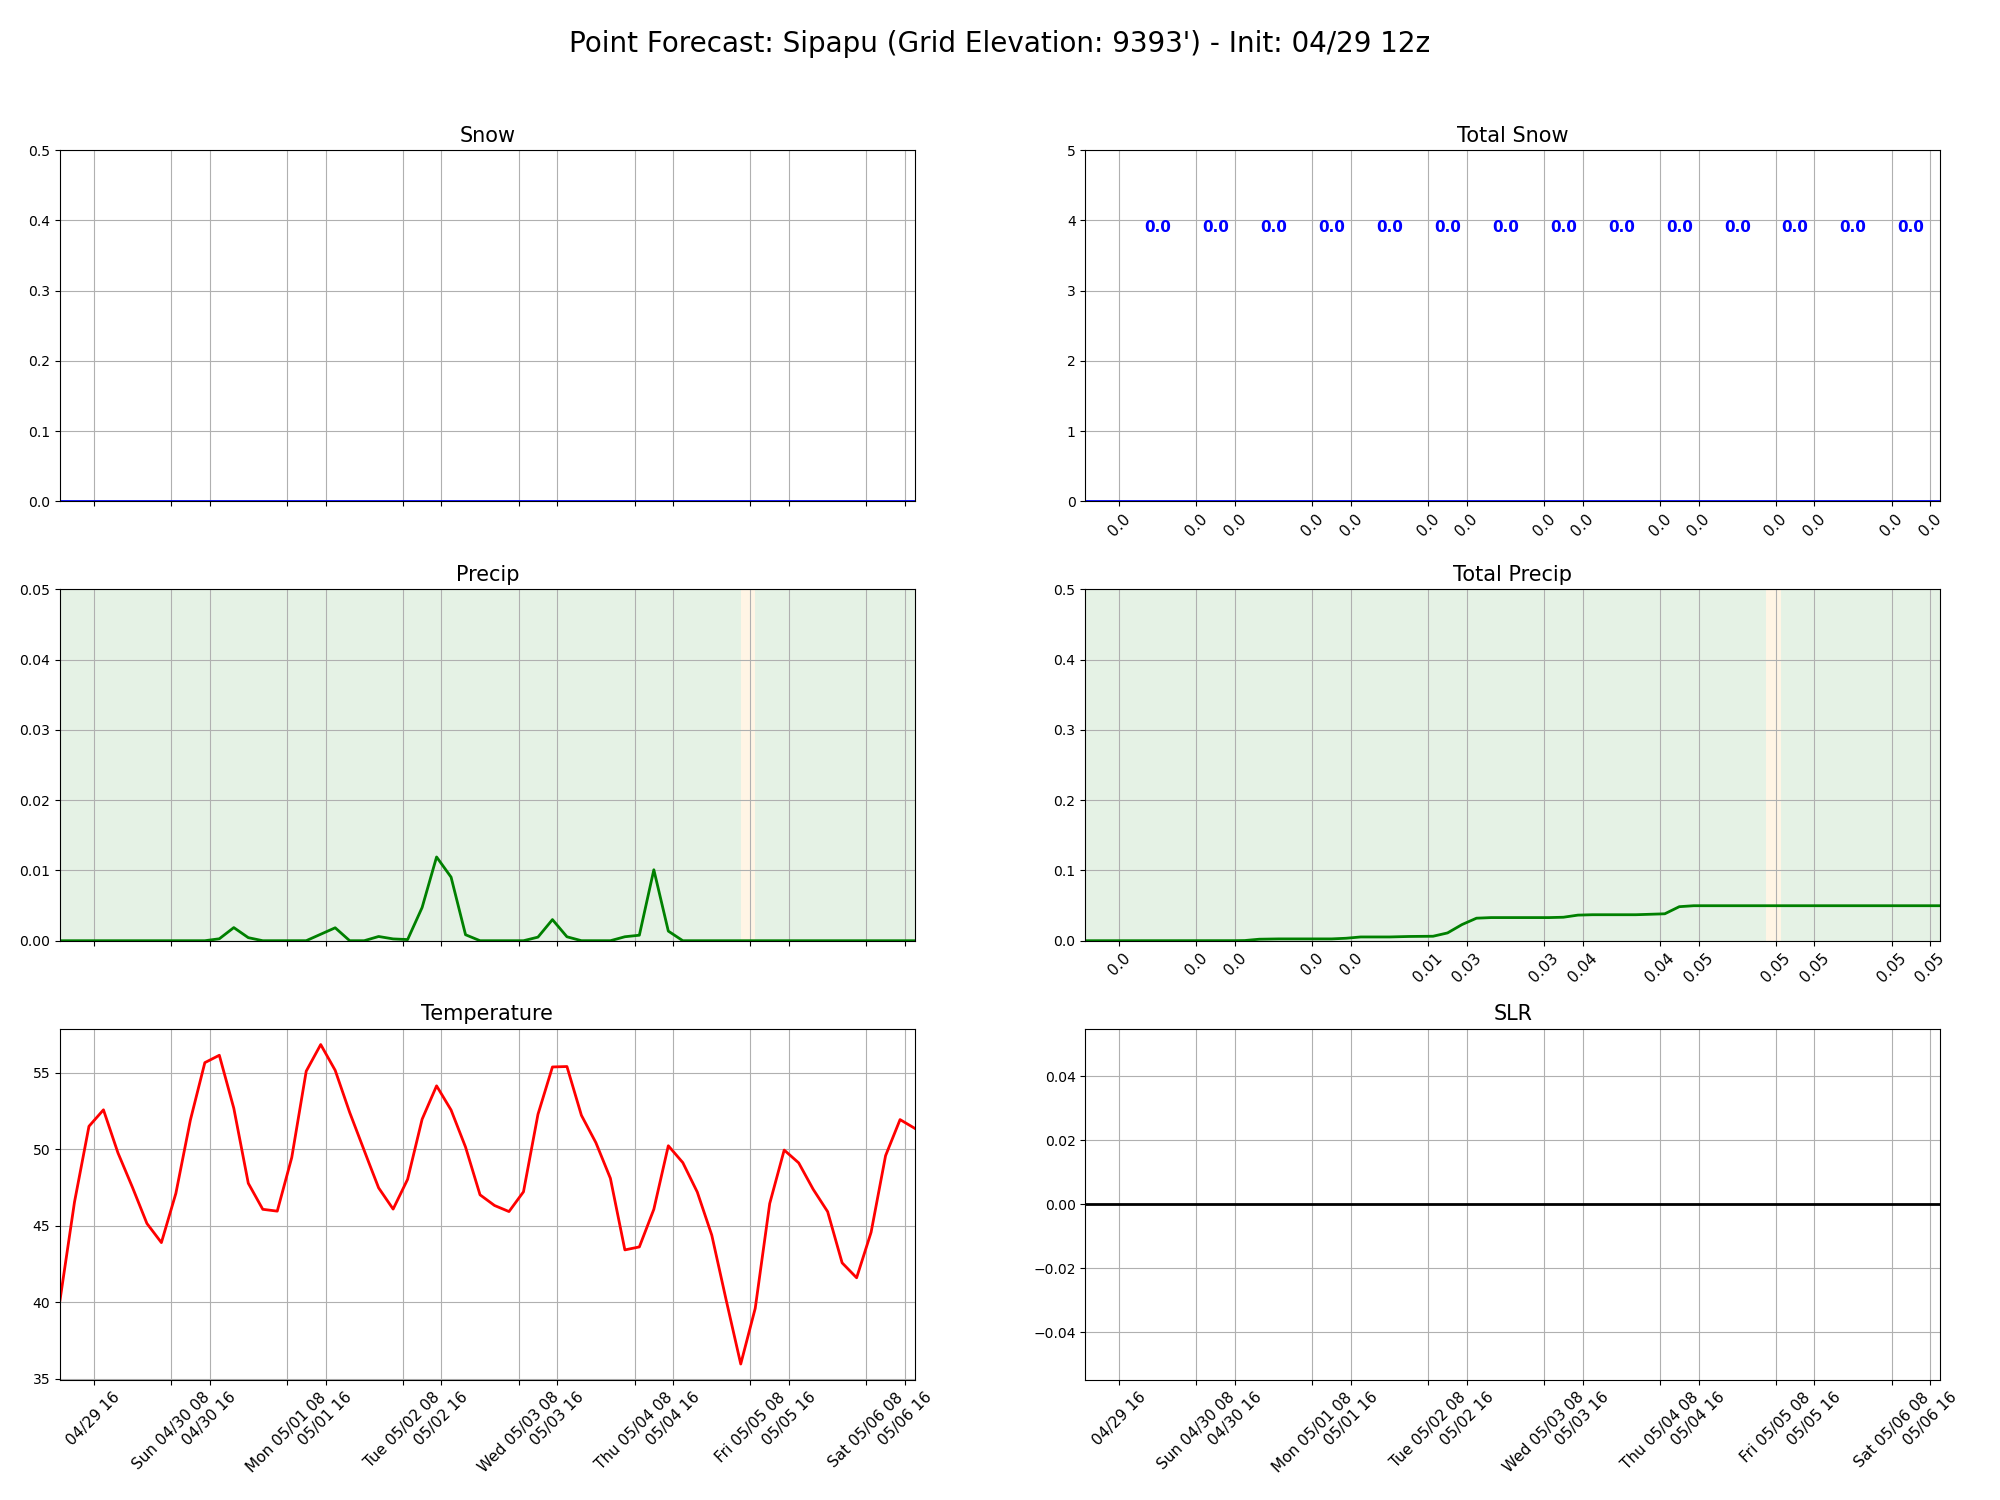 Point Forecast: Sipapu (Grid Elevation: 9393') - Init: 04/29 12z
Snow
0.5
0.4
0.3
0.2
0.1
0.0
Total Snow
5
4
3
2
1
0
0.0 0.0 0.0 0.0 0.0 0.0 0.0 0.0 0.0 0.0 0.0 0.0 0.0 0.0
0.0 0.0 0.0 0.0 0.0 0.0 0.0 0.0 0.0 0.0 0.0 0.0 0.0 0.0 0.0
Precip
0.05
0.04
0.03
0.02
0.01
0.00
Total Precip
0.5
0.4
0.3
0.2
0.1
0.0
0.0 0.0 0.0 0.0 0.0 0.01 0.03 0.03 0.04 0.04 0.05 0.05 0.05 0.05 0.05
Temperature
55
50
45
40
35
04/29 16
Sun 04/30 08
04/30 16
Mon 05/01 08
05/01 16
Tue 05/02 08
05/02 16
Wed 05/03 08
05/03 16
Thu 05/04 08
05/04 16
Fri 05/05 08
05/05 16
Sat 05/06 08
05/06 16
SLR
0.04
0.02
0.00
−0.02
−0.04
04/29 16
Sun 04/30 08
04/30 16
Mon 05/01 08
05/01 16
Tue 05/02 08
05/02 16
Wed 05/03 08
05/03 16
Thu 05/04 08
05/04 16
Fri 05/05 08
05/05 16
Sat 05/06 08
05/06 16